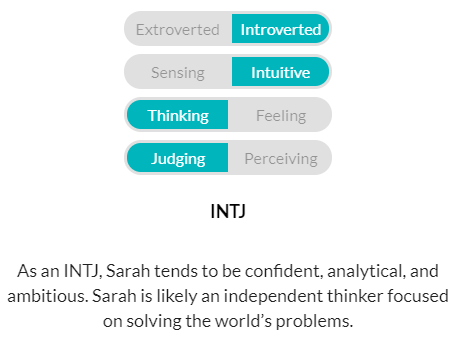 Extroverted Introverted
Sensing Intuitive
Thinking Feeling
Judging Perceiving
INTJ
As an INTJ, Sarah tends to be confident, analytical, and
ambitious. Sarah is likely an independent thinker focused
on solving the world’s problems.